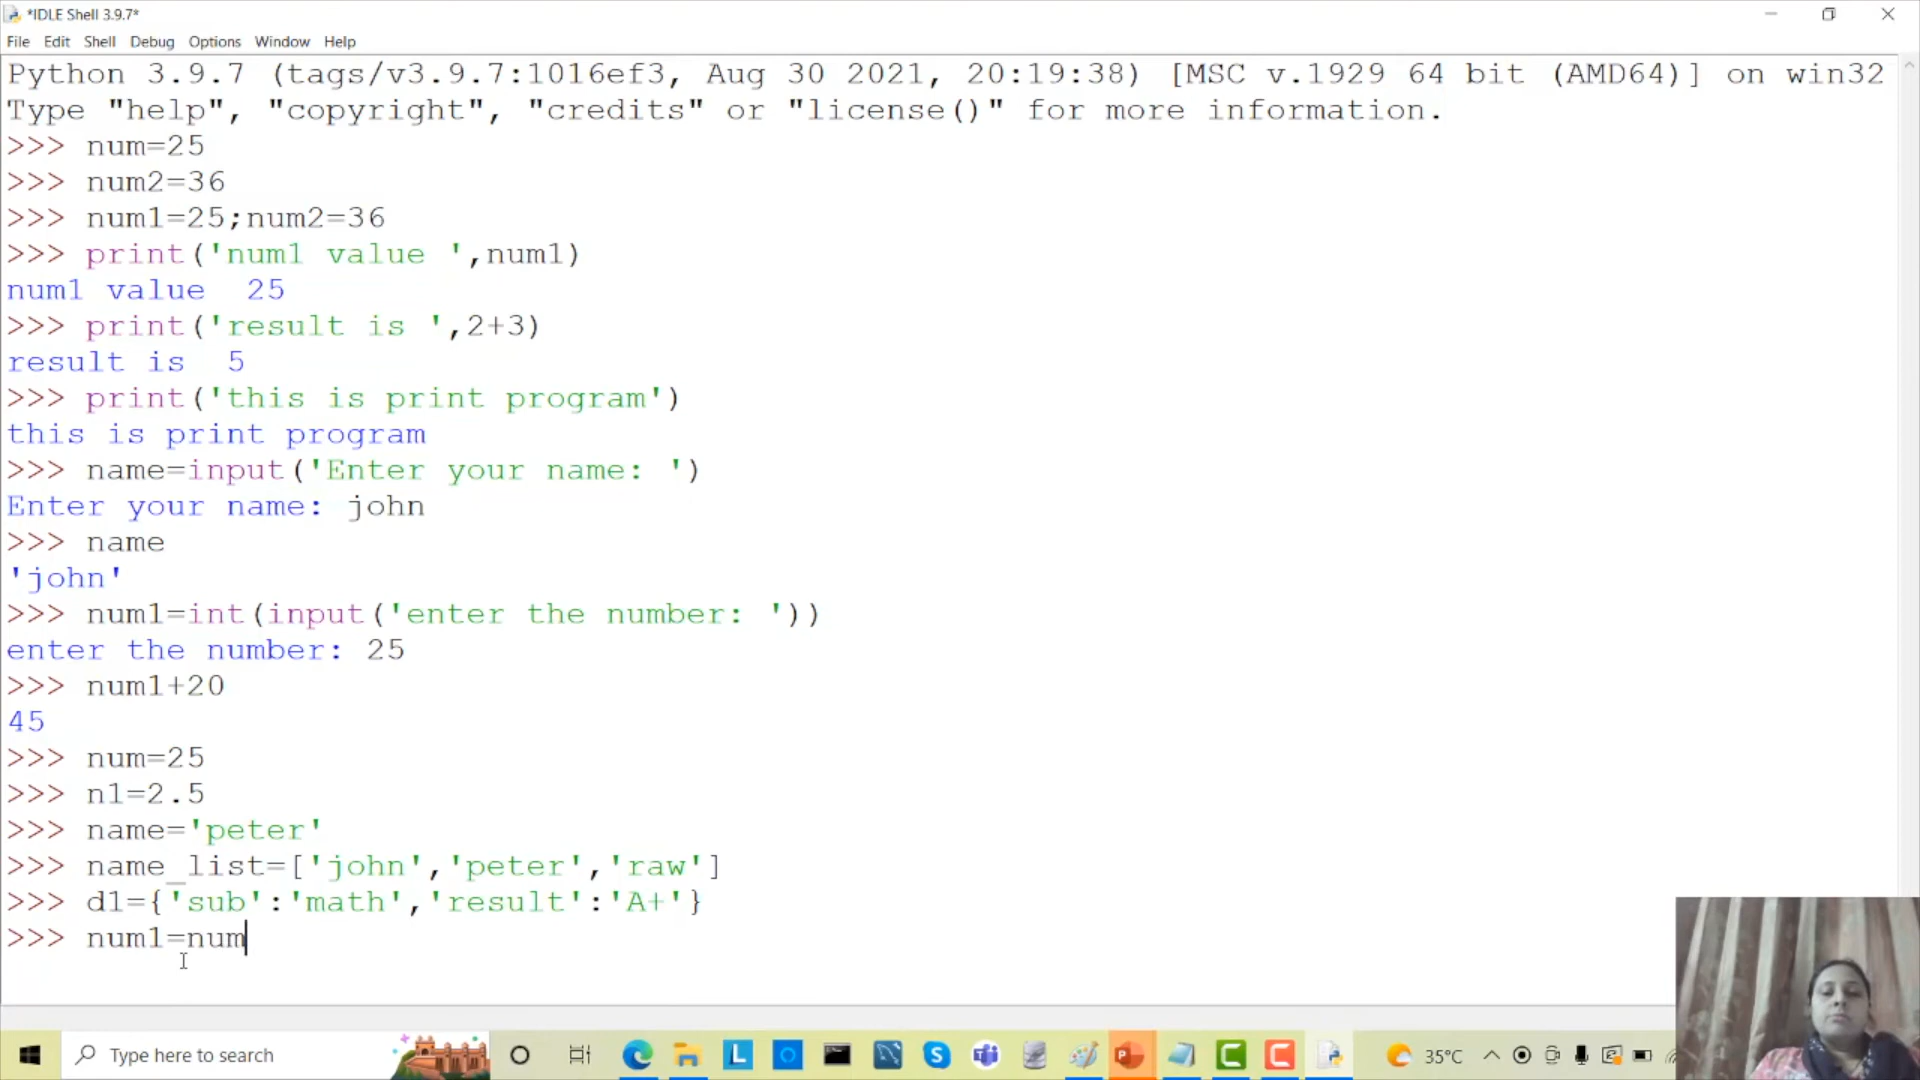 *IDLE Shell 3.9.7*
File Edit Shell Debug Options Window Help
Python 3.9.7 (tags/v3.9.7:1016ef3, Aug 30 2021, 20:19:38) [MSC v.1929 64 bit (AMD64)] on win32
Type "help", "copyright", "credits" or "license()" for more information.
>>> num=25
>>> num2=36
>>> num1=25;num2=36
>>> print('num1 value ',num1)
num1 value  25
>>> print('result is ',2+3)
result is  5
>>> print('this is print program')
this is print program
>>> name=input('Enter your name: ')
Enter your name: john
>>> name
'john'
>>> num1=int(input('enter the number: '))
enter the number: 25
>>> num1+20
45
>>> num=25
>>> n1=2.5
>>> name='peter'
>>> name_list=['john','peter','raw']
>>> d1={'sub':'math','result':'A+'}
>>> num1=num
Type here to search
35°C